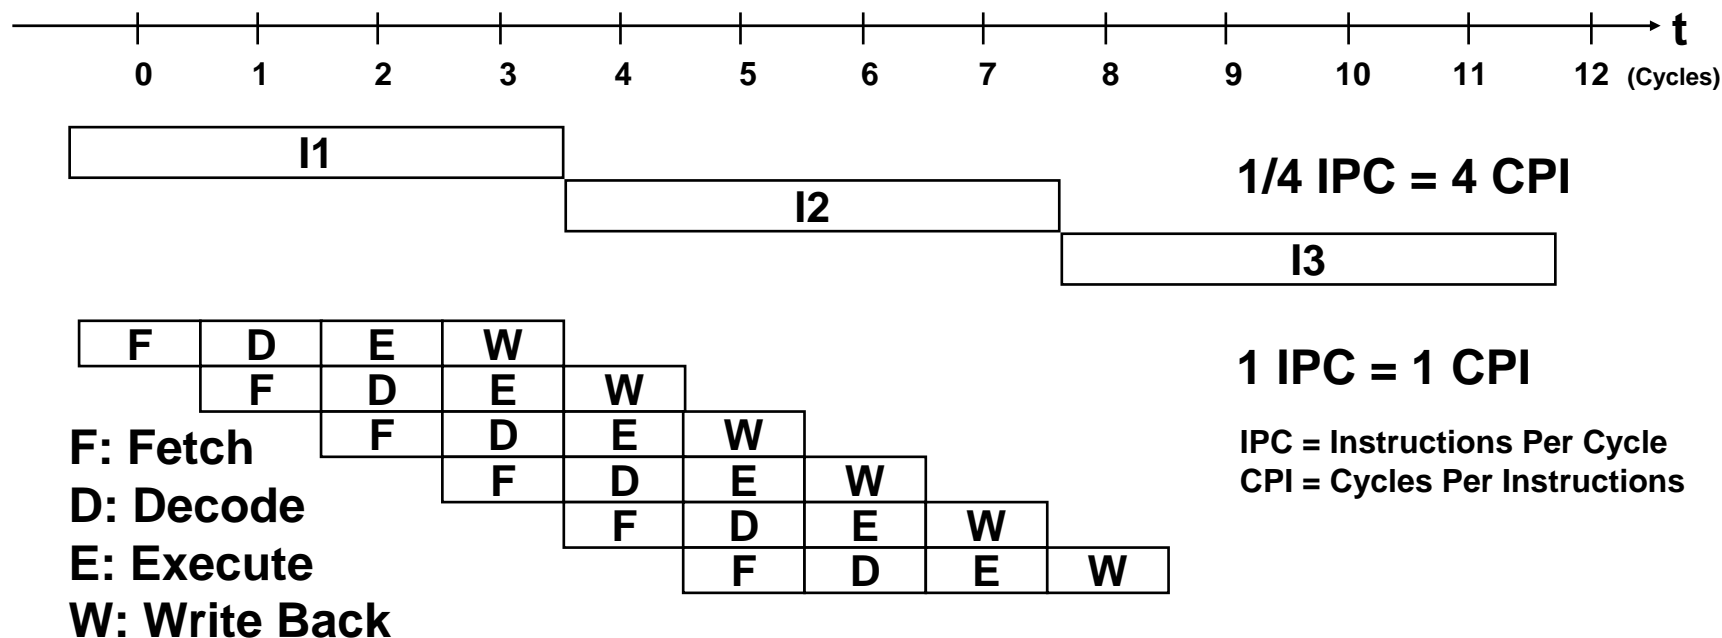 t
0 1 2 3 4 5 6 7 8 9 10 11 12 (Cycles)
I1
1/4 IPC = 4 CPI
I2
I3
F D E W
1 IPC = 1 CPI
F D E W
F D E W
F: Fetch
IPC = Instructions Per Cycle
F D E W
CPI = Cycles Per Instructions
D: Decode
F D E W
E: Execute
F D E W
W: Write Back